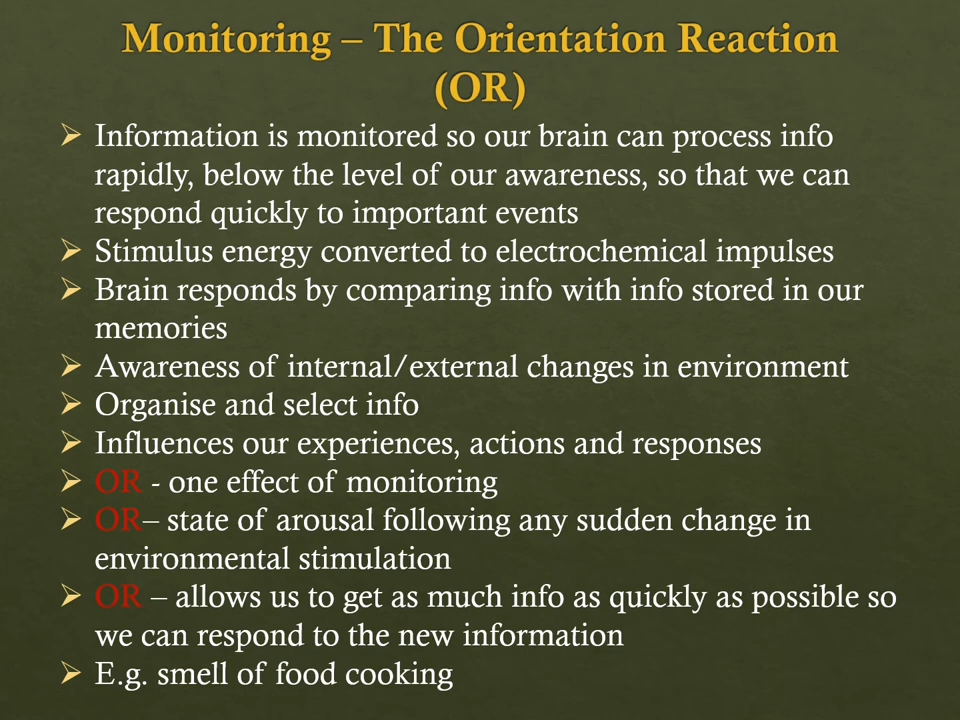 Monitoring – The Orientation Reaction
(OR)
➢ Information is monitored so our brain can process info
rapidly, below the level of our awareness, so that we can
respond quickly to important events
➢ Stimulus energy converted to electrochemical impulses
➢ Brain responds by comparing info with info stored in our
memories
➢ Awareness of internal/external changes in environment
➢ Organise and select info
➢ Influences our experiences, actions and responses
➢ OR - one effect of monitoring
➢ OR– state of arousal following any sudden change in
environmental stimulation
➢ OR – allows us to get as much info as quickly as possible so
we can respond to the new information
➢ E.g. smell of food cooking